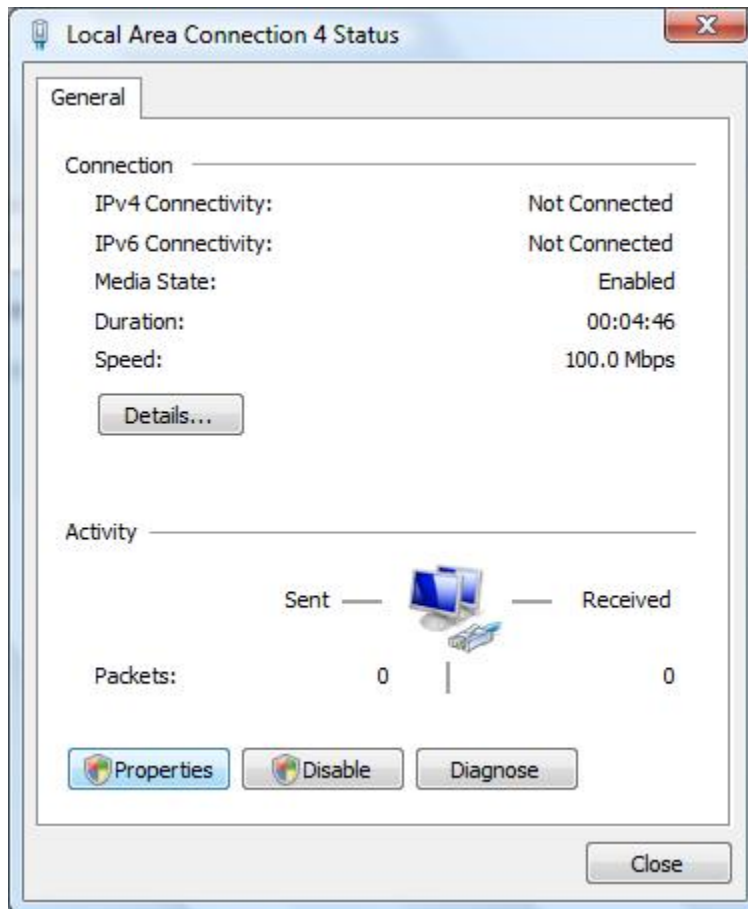 Local Area Connection 4 Status
General
Connection
IPv4 Connectivity: Not Connected
IPv6 Connectivity: Not Connected
Media State: Enabled
Duration: 00:04:46
Speed: 100.0 Mbps
Details...
Activity
Sent Received
Packets: 0 0
Properties Disable Diagnose
Close